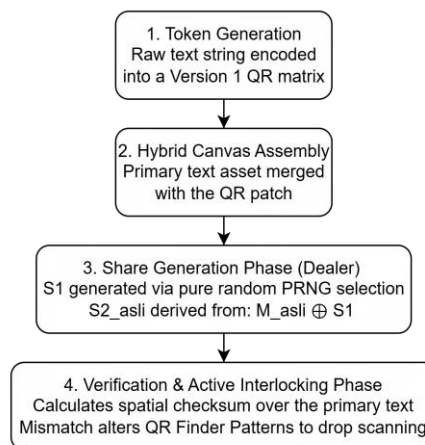 1. Token Generation
Raw text string encoded
into a Version 1 QR matrix
2. Hybrid Canvas Assembly
Primary text asset merged
with the QR patch
3. Share Generation Phase (Dealer)
S1 generated via pure random PRNG selection
S2_asli derived from: M_asli ⊕ S1
4. Verification & Active Interlocking Phase
Calculates spatial checksum over the primary text
Mismatch alters QR Finder Patterns to drop scanning